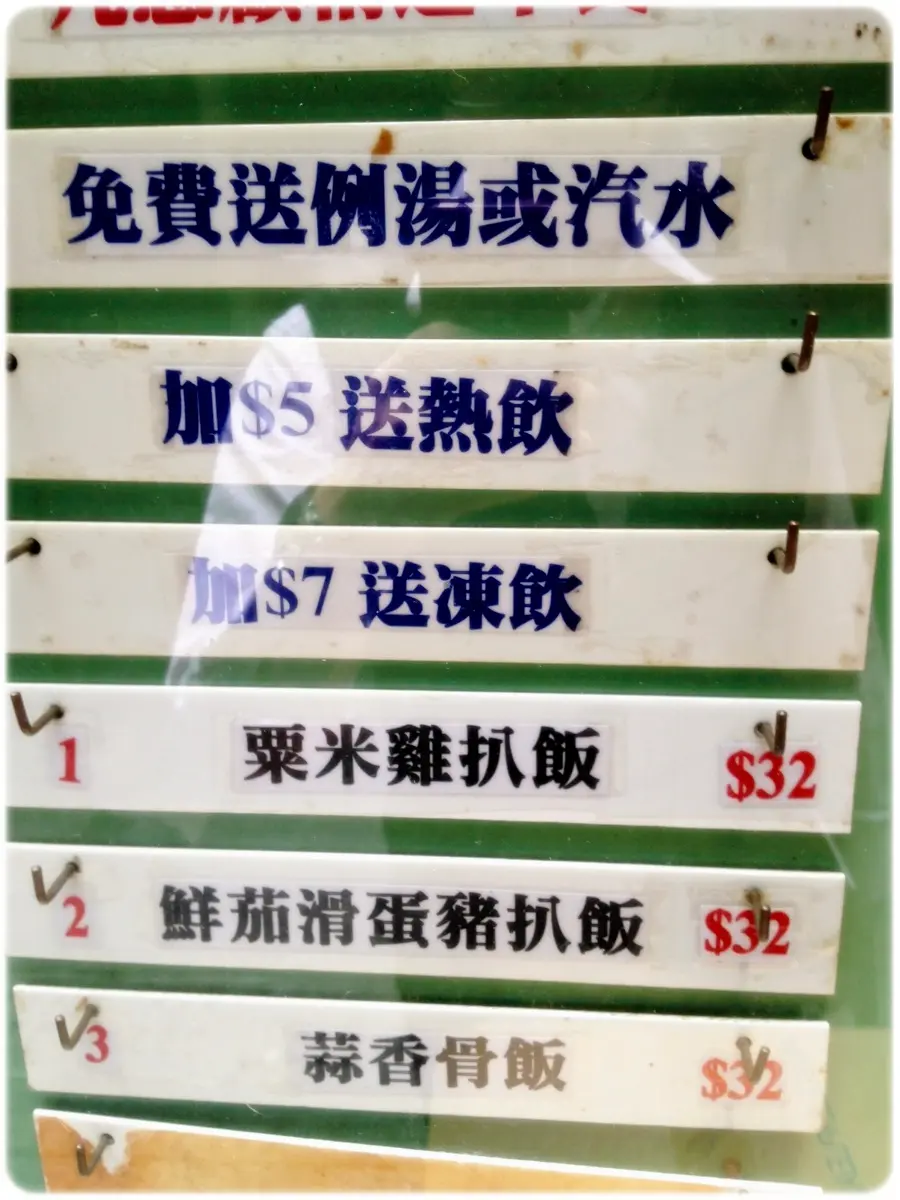 免費送例湯或汽水
加$5 送熱飲
加$7 送凍飲
1 粟米雞扒飯 $32
2 鮮茄滑蛋豬扒飯 $32
3 蒜香骨飯 $32